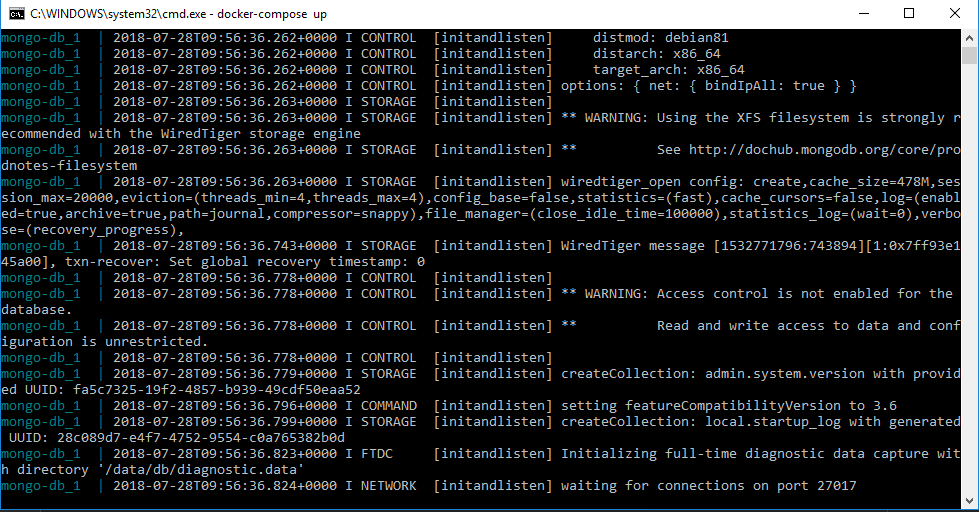 C:\WINDOWS\system32\cmd.exe - docker-compose up
mongo-db_1  | 2018-07-28T09:56:36.262+0000 I CONTROL  [initandlisten]     distmod: debian81
mongo-db_1  | 2018-07-28T09:56:36.262+0000 I CONTROL  [initandlisten]     distarch: x86_64
mongo-db_1  | 2018-07-28T09:56:36.262+0000 I CONTROL  [initandlisten]     target_arch: x86_64
mongo-db_1  | 2018-07-28T09:56:36.262+0000 I CONTROL  [initandlisten] options: { net: { bindIpAll: true } }
mongo-db_1  | 2018-07-28T09:56:36.263+0000 I STORAGE  [initandlisten]
mongo-db_1  | 2018-07-28T09:56:36.263+0000 I STORAGE  [initandlisten] ** WARNING: Using the XFS filesystem is strongly r
ecommended with the WiredTiger storage engine
mongo-db_1  | 2018-07-28T09:56:36.263+0000 I STORAGE  [initandlisten] **          See http://dochub.mongodb.org/core/pro
dnotes-filesystem
mongo-db_1  | 2018-07-28T09:56:36.263+0000 I STORAGE  [initandlisten] wiredtiger_open config: create,cache_size=478M,ses
sion_max=20000,eviction=(threads_min=4,threads_max=4),config_base=false,statistics=(fast),cache_cursors=false,log=(enabl
ed=true,archive=true,path=journal,compressor=snappy),file_manager=(close_idle_time=100000),statistics_log=(wait=0),verbo
se=(recovery_progress),
mongo-db_1  | 2018-07-28T09:56:36.743+0000 I STORAGE  [initandlisten] WiredTiger message [1532771796:743894][1:0x7ff93e1
45a00], txn-recover: Set global recovery timestamp: 0
mongo-db_1  | 2018-07-28T09:56:36.778+0000 I CONTROL  [initandlisten]
mongo-db_1  | 2018-07-28T09:56:36.778+0000 I CONTROL  [initandlisten] ** WARNING: Access control is not enabled for the
database.
mongo-db_1  | 2018-07-28T09:56:36.778+0000 I CONTROL  [initandlisten] **          Read and write access to data and conf
iguration is unrestricted.
mongo-db_1  | 2018-07-28T09:56:36.778+0000 I CONTROL  [initandlisten]
mongo-db_1  | 2018-07-28T09:56:36.779+0000 I STORAGE  [initandlisten] createCollection: admin.system.version with provid
ed UUID: fa5c7325-19f2-4857-b939-49cdf50eaa52
mongo-db_1  | 2018-07-28T09:56:36.796+0000 I COMMAND  [initandlisten] setting featureCompatibilityVersion to 3.6
mongo-db_1  | 2018-07-28T09:56:36.799+0000 I STORAGE  [initandlisten] createCollection: local.startup_log with generated
 UUID: 28c089d7-e4f7-4752-9554-c0a765382b0d
mongo-db_1  | 2018-07-28T09:56:36.823+0000 I FTDC     [initandlisten] Initializing full-time diagnostic data capture wit
h directory '/data/db/diagnostic.data'
mongo-db_1  | 2018-07-28T09:56:36.824+0000 I NETWORK  [initandlisten] waiting for connections on port 27017